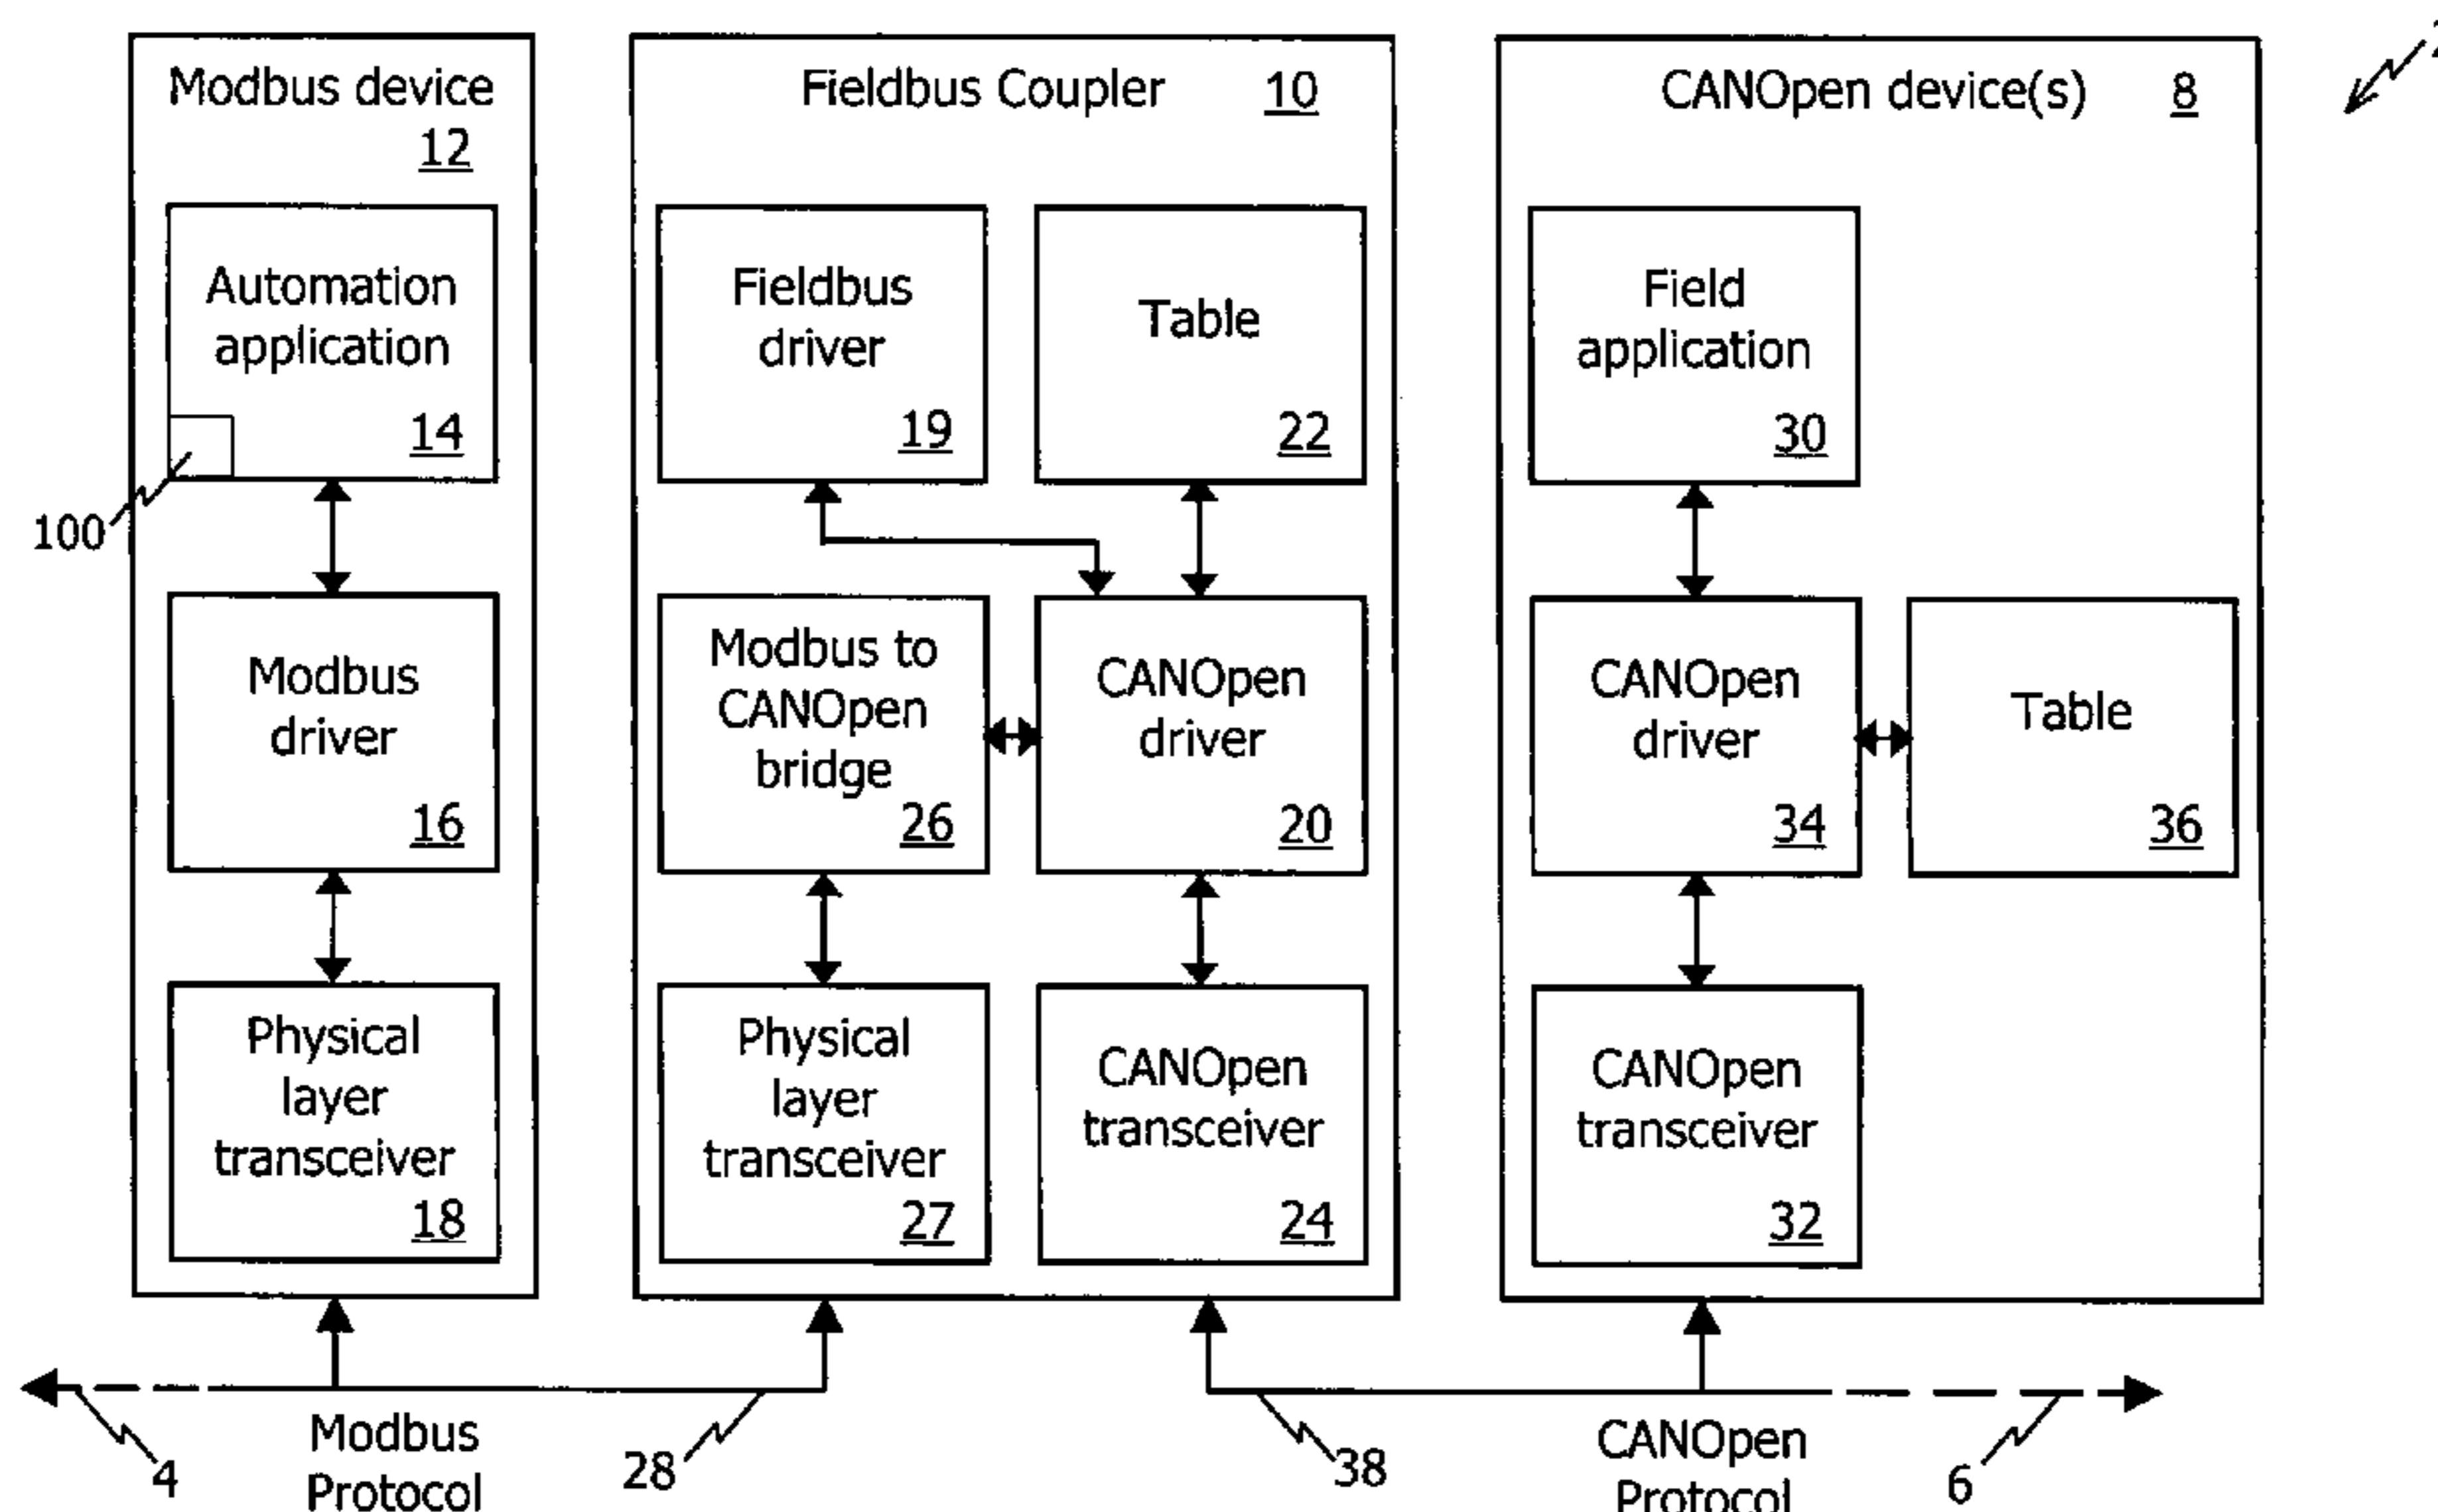 Modbus device
12
Automation
application
14
100
Modbus
driver
16
Physical
layer
transceiver
18
Fieldbus Coupler 10
Fieldbus
driver
19
Table
22
Modbus to
CANOpen
bridge
26
CANOpen
driver
20
Physical
layer
transceiver
27
CANOpen
transceiver
24
CANOpen device(s) 8
Field
application
30
CANOpen
driver
34
Table
36
CANOpen
transceiver
32
4
Modbus
Protocol
28
38
CANOpen
Protocol
6